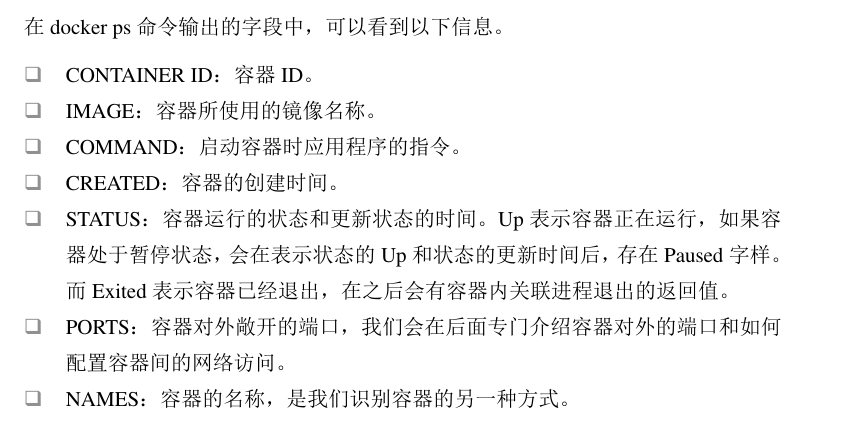 在 docker ps 命令输出的字段中，可以看到以下信息。
❑ CONTAINER ID：容器 ID。
❑ IMAGE：容器所使用的镜像名称。
❑ COMMAND：启动容器时应用程序的指令。
❑ CREATED：容器的创建时间。
❑ STATUS：容器运行的状态和更新状态的时间。Up 表示容器正在运行，如果容
器处于暂停状态，会在表示状态的 Up 和状态的更新时间后，存在 Paused 字样。
而 Exited 表示容器已经退出，在之后会有容器内关联进程退出的返回值。
❑ PORTS：容器对外敞开的端口，我们会在后面专门介绍容器对外的端口和如何
配置容器间的网络访问。
❑ NAMES：容器的名称，是我们识别容器的另一种方式。